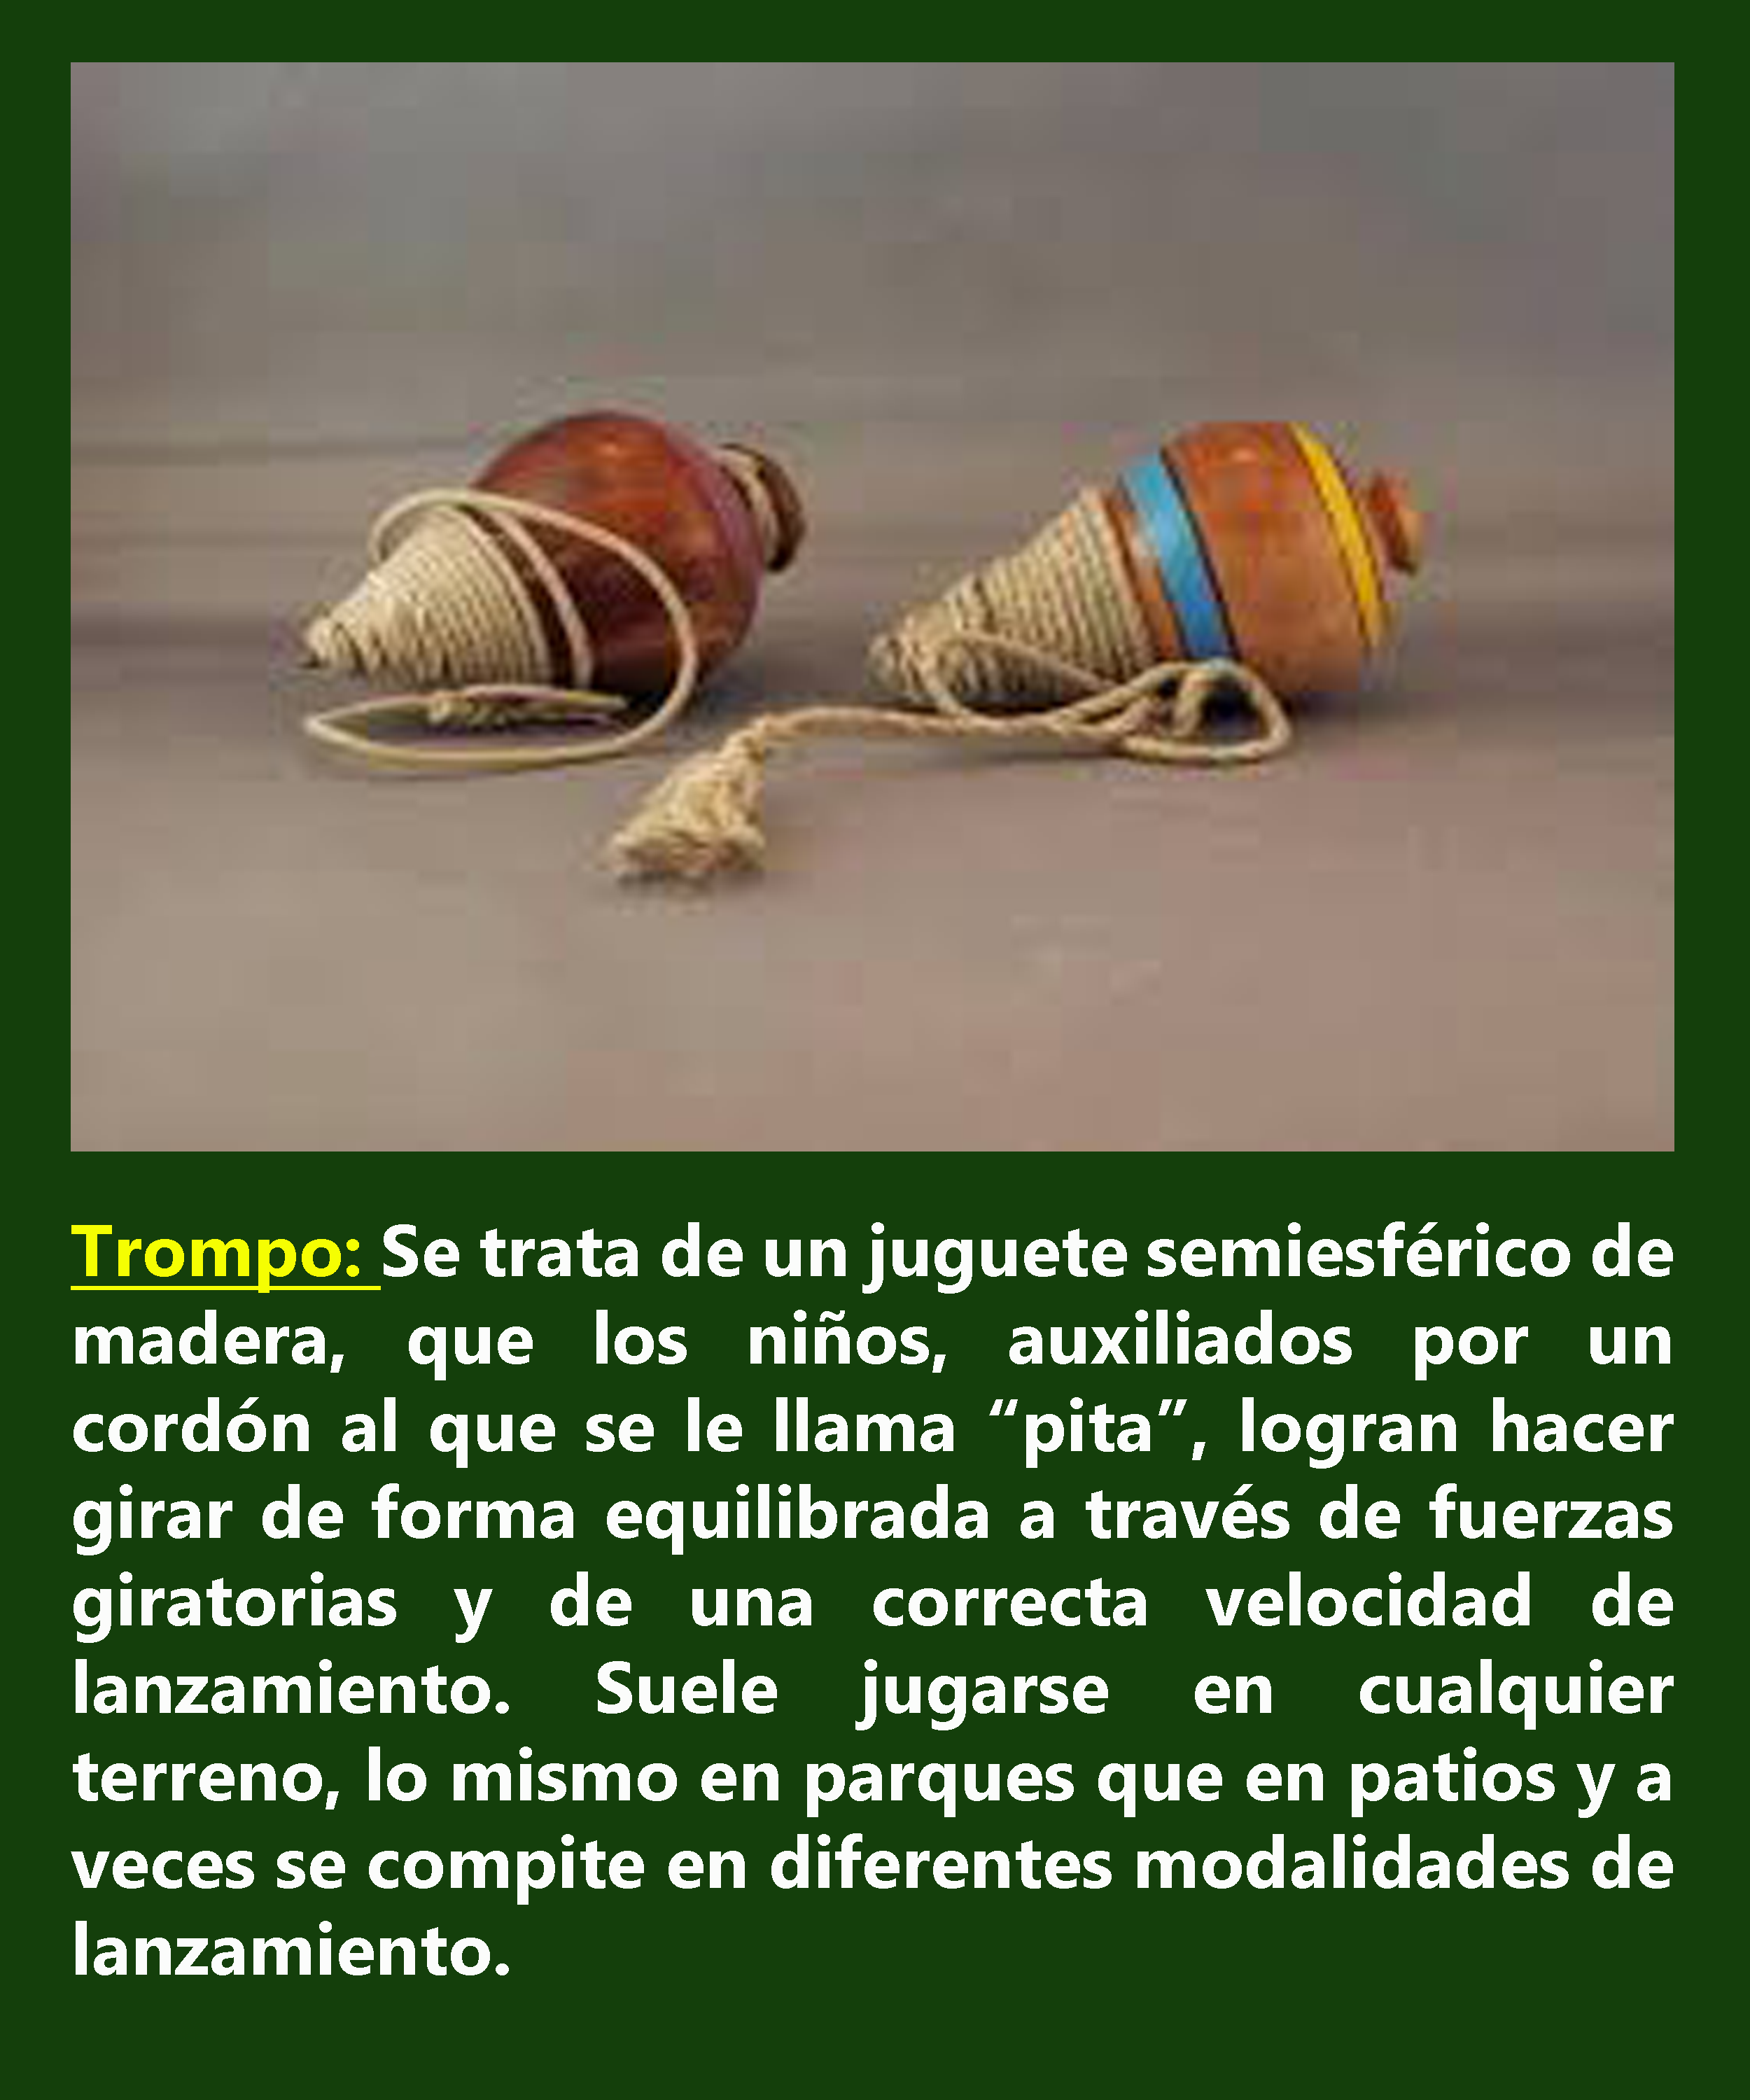 Trompo: Se trata de un juguete semiesférico de
madera, que los niños, auxiliados por un
cordón al que se le llama “pita”, logran hacer
girar de forma equilibrada a través de fuerzas
giratorias y de una correcta velocidad de
lanzamiento. Suele jugarse en cualquier
terreno, lo mismo en parques que en patios y a
veces se compite en diferentes modalidades de
lanzamiento.